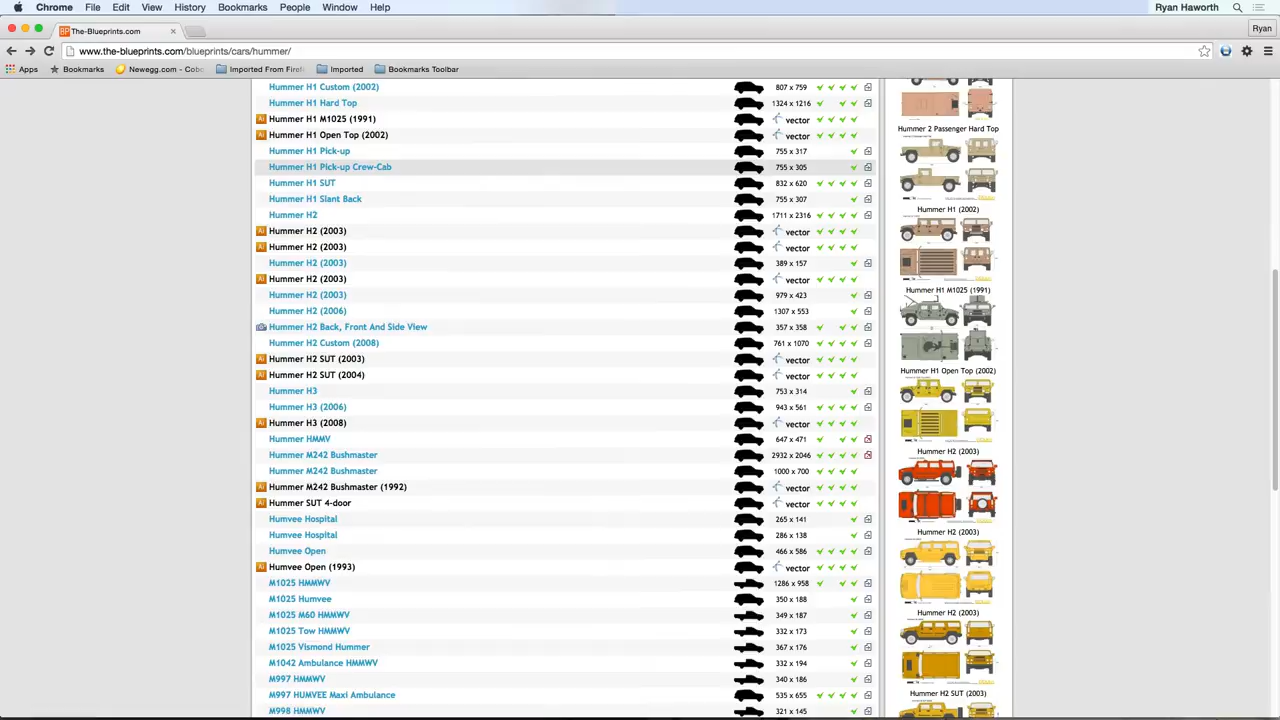 Chrome File Edit View History Bookmarks People Window Help Ryan Haworth
BP The-Blueprints.com Ryan
www.the-blueprints.com/blueprints/cars/hummer/
Apps Bookmarks Newegg.com - Imported From Imported Bookmarks Toolbar
Hummer H1 Custom (2002) 807 x 759
Hummer H1 Hard Top 1324 x 1216
Ai Hummer H1 M1025 (1991) vector
Ai Hummer H1 Open Top (2002) vector
Hummer H1 Pick-up 755 x 317
Hummer H1 Pick-up Crew-Cab 755 x 305
Hummer H1 SUT 832 x 620
Hummer H1 Slant Back 755 x 307
Hummer H2 1711 x 2316
Ai Hummer H2 (2003) vector
Ai Hummer H2 (2003) vector
Hummer H2 (2003) 389 x 157
Ai Hummer H2 (2003) vector
Hummer H2 (2003) 979 x 423
Hummer H2 (2006) 1307 x 553
Hummer H2 Back, Front And Side View 357 x 358
Hummer H2 Custom (2008) 761 x 1070
Ai Hummer H2 SUT (2003) vector
Ai Hummer H2 SUT (2004) vector
Hummer H3 753 x 314
Hummer H3 (2006) 943 x 561
Ai Hummer H3 (2008) vector
Hummer HMMV 647 x 471
Hummer M242 Bushmaster 2932 x 2046
Hummer M242 Bushmaster 1000 x 700
Ai Hummer M242 Bushmaster (1992) vector
Ai Hummer SUT 4-door vector
Humvee Hospital 265 x 141
Humvee Hospital 286 x 138
Humvee Open 466 x 586
Ai Humvee Open (1993) vector
M1025 HMMWV 1286 x 958
M1025 Humvee 350 x 188
M1025 M60 HMMWV 349 x 187
M1025 Tow HMMWV 332 x 173
M1025 Vismond Hummer 367 x 176
M1042 Ambulance HMMWV
M997 HMMWV 340 x 186
M997 HUMVEE Maxi Ambulance 535 x 655
M998 HMMWV 321 x 145
Hummer 2 Passenger Hard Top
Hummer H1 (2002)
Hummer H1 M1025 (1991)
Hummer H1 Open Top (2002)
Hummer H2 (2003)
Hummer H2 (2003)
Hummer H2 (2003)
Hummer H2 SUT (2003)